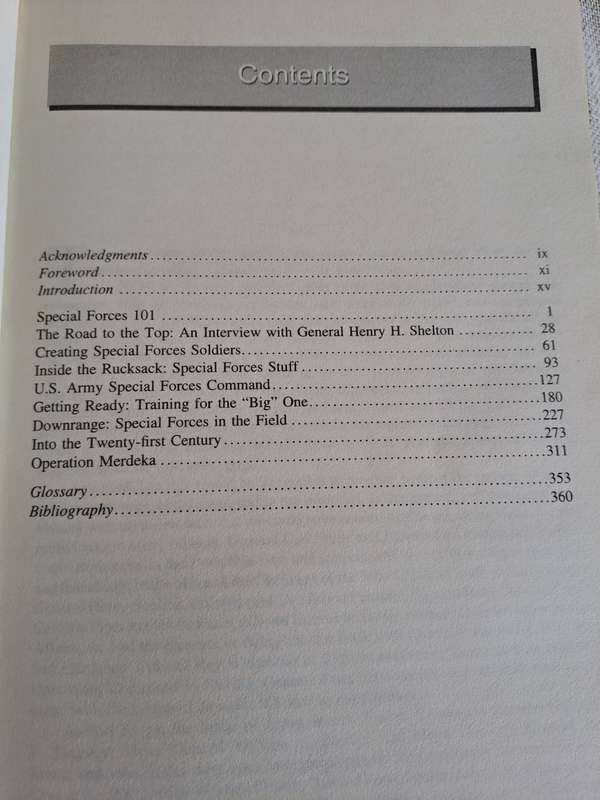 Contents
Acknowledgments ix
Foreword xi
Introduction xv
Special Forces 101 1
The Road to the Top: An Interview with General Henry H. Shelton 28
Creating Special Forces Soldiers 61
Inside the Rucksack: Special Forces Stuff 93
U.S. Army Special Forces Command 127
Getting Ready: Training for the “Big” One 180
Downrange: Special Forces in the Field 227
Into the Twenty-first Century 273
Operation Merdeka 311
Glossary 353
Bibliography 360